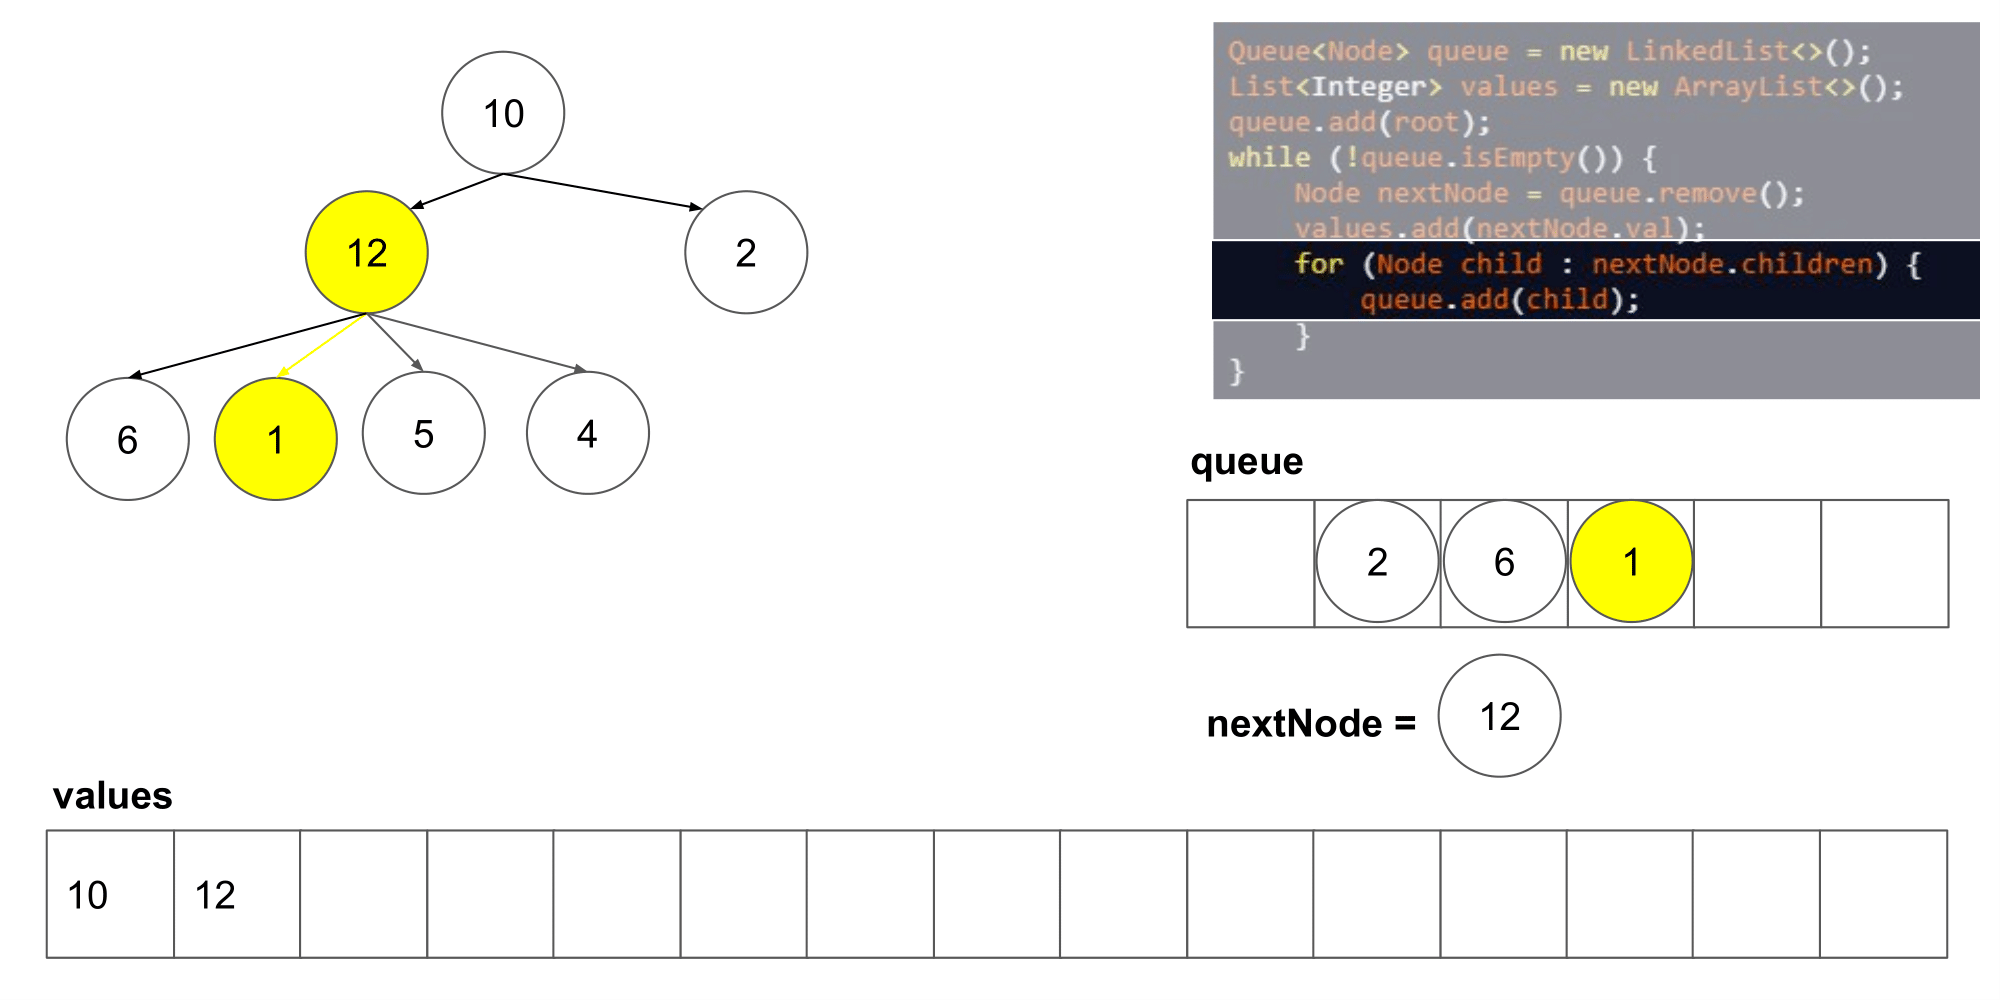 10
12
2
6
1
5
4
Queue<Node> queue = new LinkedList<>();
List<Integer> values = new ArrayList<>();
queue.add(root);
while (!queue.isEmpty()) {
    Node nextNode = queue.remove();
    values.add(nextNode.val);
    for (Node child : nextNode.children) {
        queue.add(child);
    }
}
queue
2 6 1
nextNode = 12
values
10 12